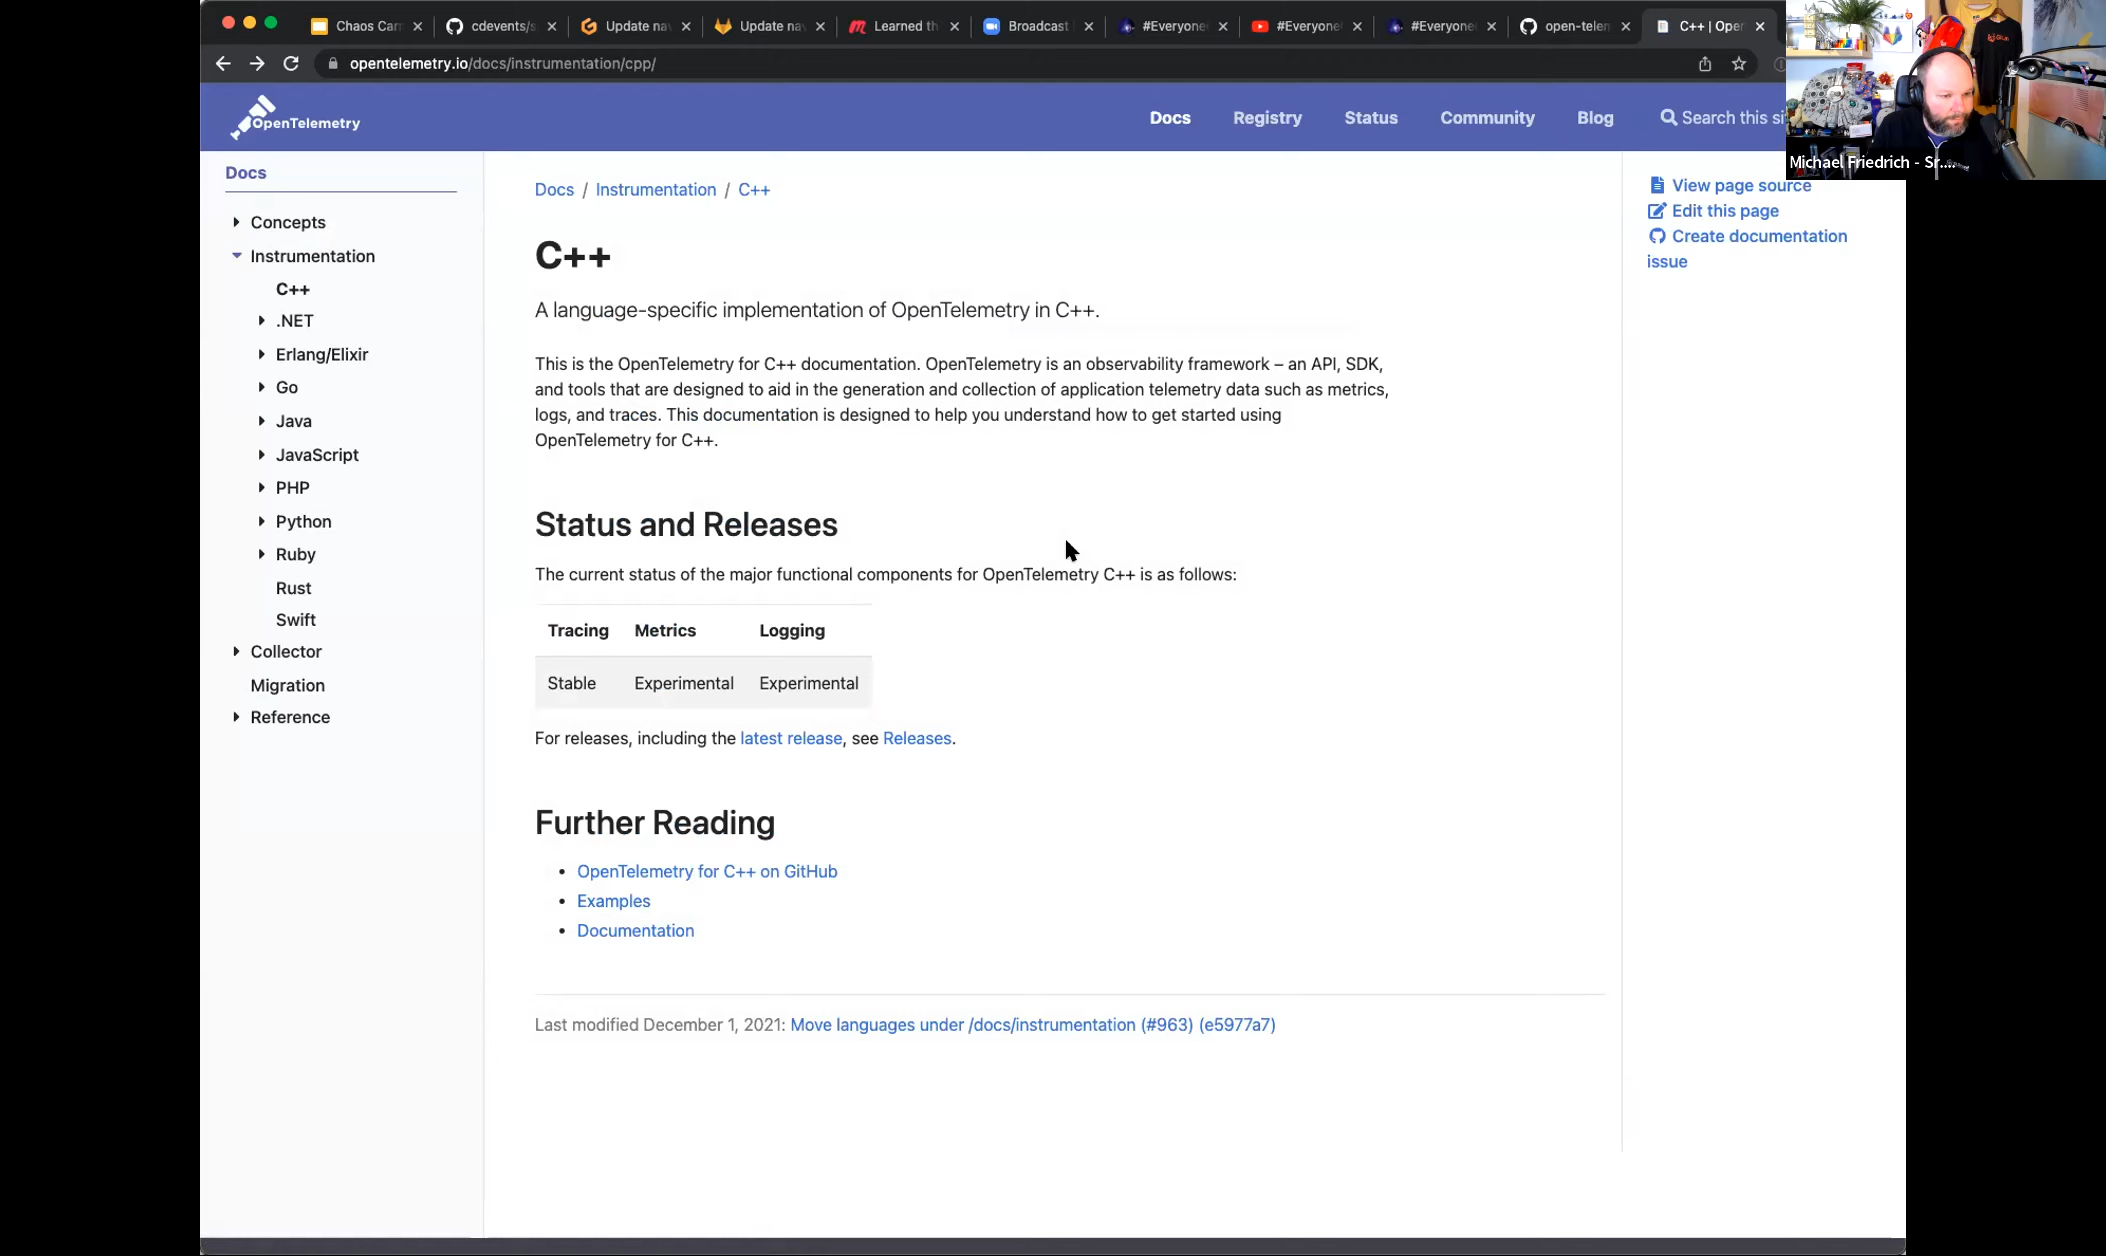 Chaos Carn
cdevents/s
Update nav
Update nav
Learned th
Broadcast
#Everyone
#Everyone
#Everyone
open-telem
C++ | Open
opentelemetry.io/docs/instrumentation/cpp/
OpenTelemetry
Docs
Registry
Status
Community
Blog
Search this si
Michael Friedrich - Sr....
Docs
Concepts
Instrumentation
C++
.NET
Erlang/Elixir
Go
Java
JavaScript
PHP
Python
Ruby
Rust
Swift
Collector
Migration
Reference
Docs / Instrumentation / C++
C++
A language-specific implementation of OpenTelemetry in C++.
This is the OpenTelemetry for C++ documentation. OpenTelemetry is an observability framework – an API, SDK,
and tools that are designed to aid in the generation and collection of application telemetry data such as metrics,
logs, and traces. This documentation is designed to help you understand how to get started using
OpenTelemetry for C++.
Status and Releases
The current status of the major functional components for OpenTelemetry C++ is as follows:
Tracing Metrics Logging
Stable Experimental Experimental
For releases, including the latest release, see Releases.
Further Reading
• OpenTelemetry for C++ on GitHub
• Examples
• Documentation
Last modified December 1, 2021: Move languages under /docs/instrumentation (#963) (e5977a7)
View page source
Edit this page
Create documentation
issue